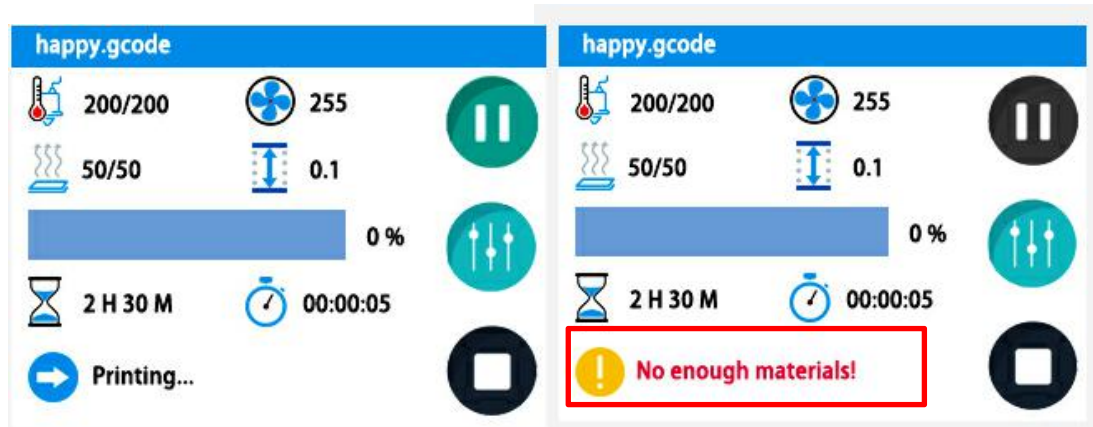 happy.gcode
200/200 255
50/50 0.1
0 %
2 H 30 M 00:00:05
Printing...
happy.gcode
200/200 255
50/50 0.1
0 %
2 H 30 M 00:00:05
No enough materials!